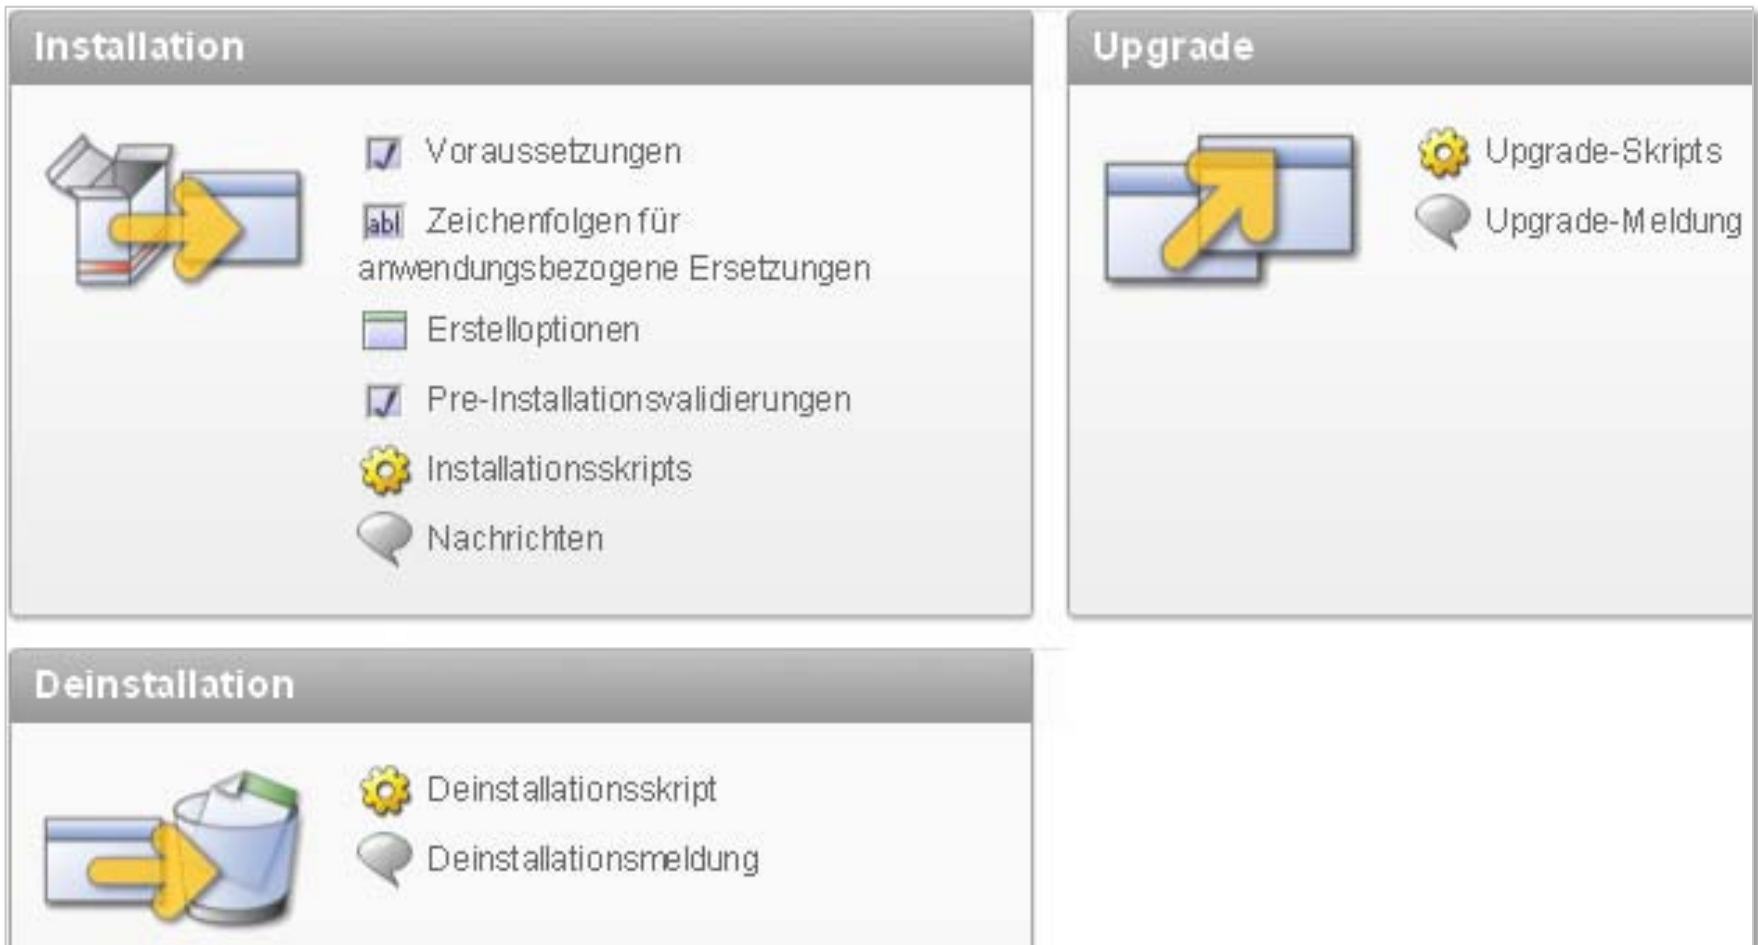 Installation
Voraussetzungen
abl Zeichenfolgen für
anwendungsbezogene Ersetzungen
Erstelloptionen
Pre-Installationsvalidierungen
Installationsskripts
Nachrichten
Upgrade
Upgrade-Skripts
Upgrade-Meldung
Deinstallation
Deinstallationsskript
Deinstallationsmeldung